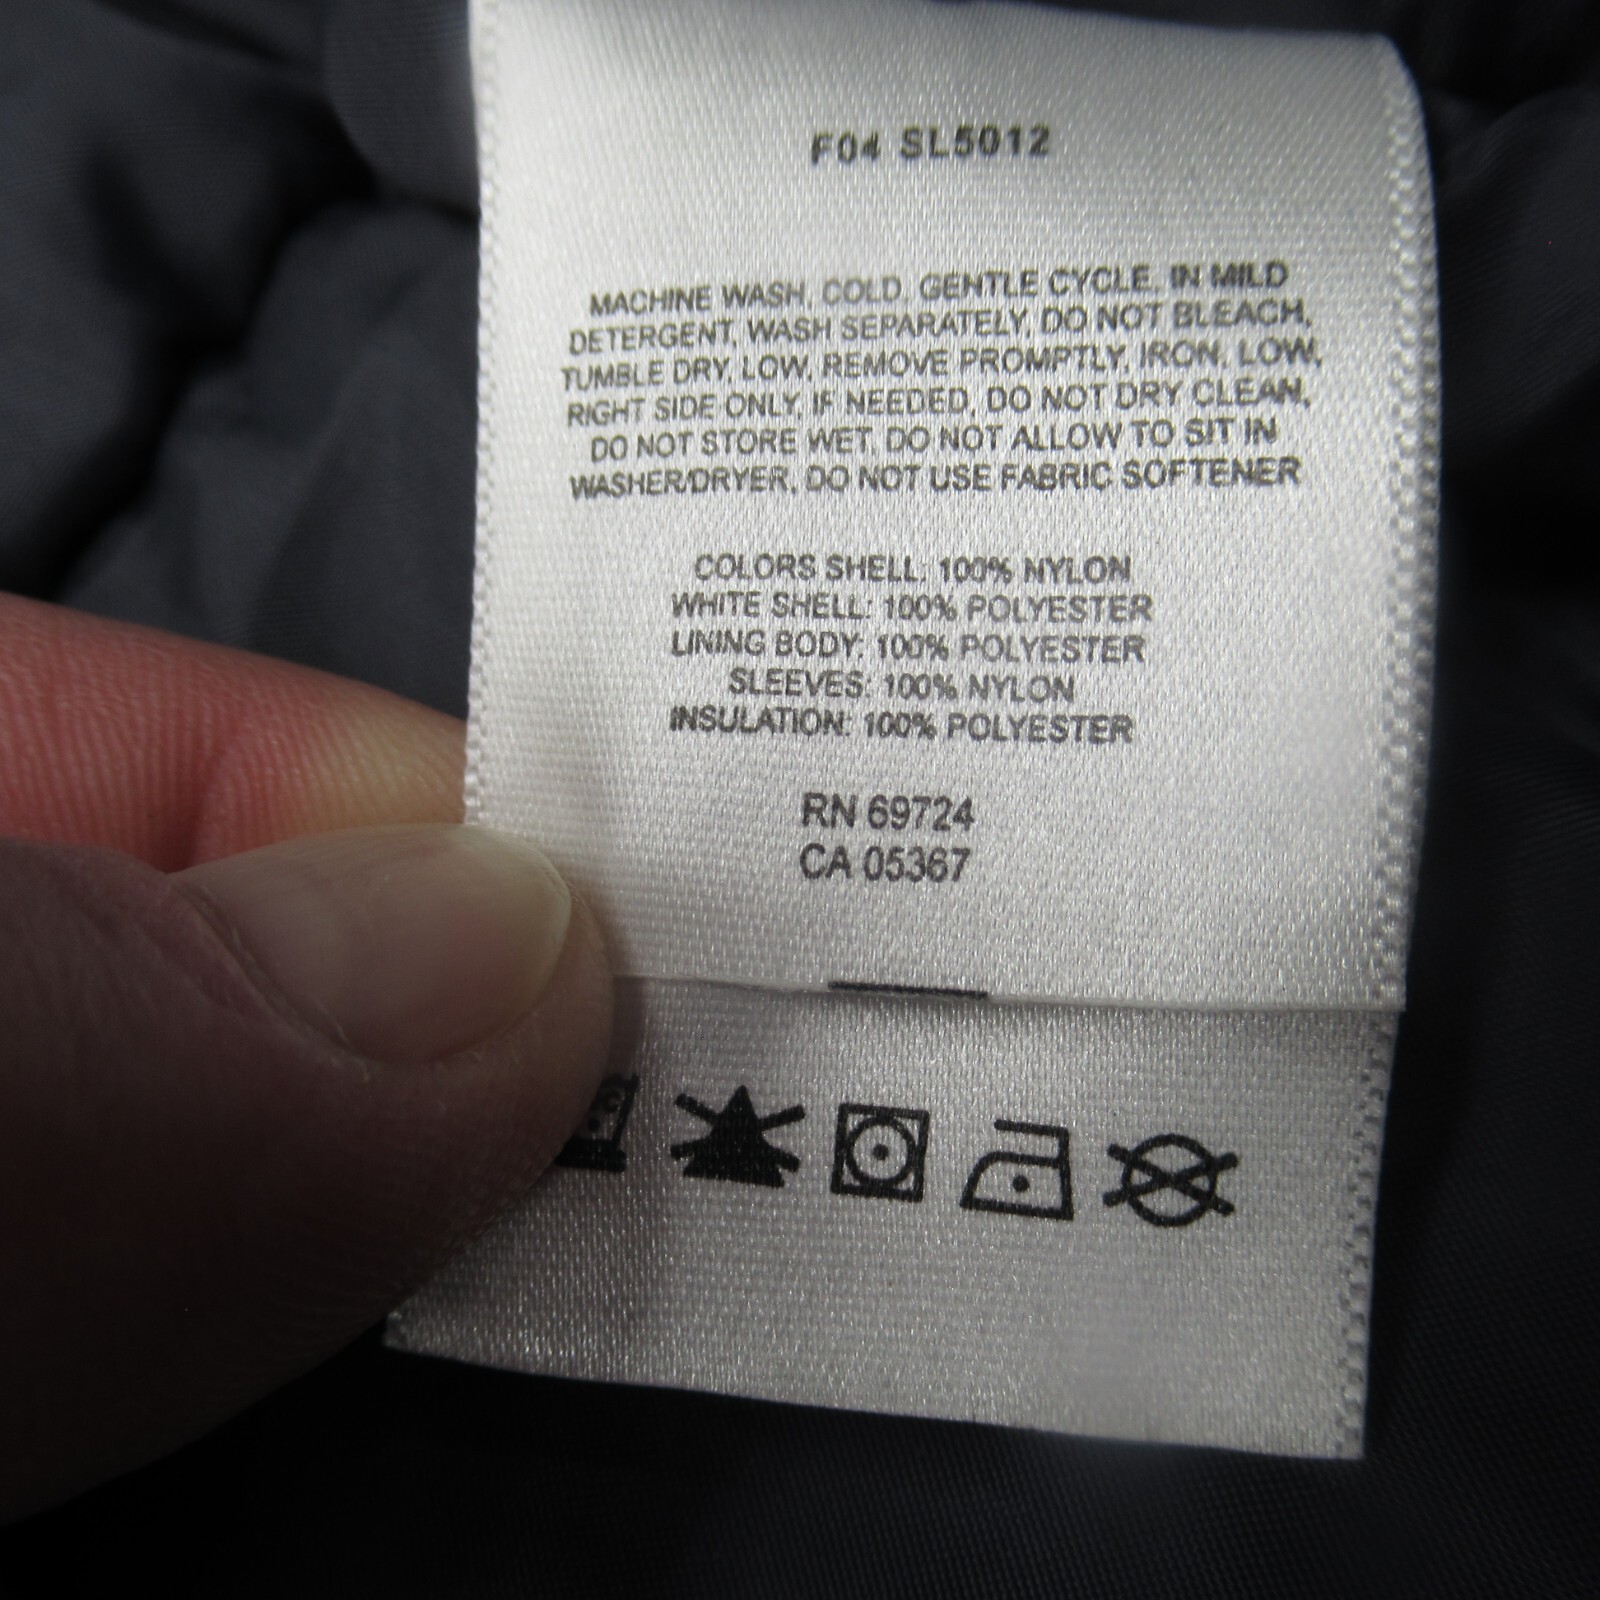 F04 SL5012
MACHINE WASH, COLD, GENTLE CYCLE, IN MILD
DETERGENT, WASH SEPARATELY, DO NOT BLEACH,
TUMBLE DRY, LOW, REMOVE PROMPTLY, IRON, LOW,
RIGHT SIDE ONLY, IF NEEDED, DO NOT DRY CLEAN,
DO NOT STORE WET, DO NOT ALLOW TO SIT IN
WASHER/DRYER, DO NOT USE FABRIC SOFTENER
COLORS SHELL: 100% NYLON
WHITE SHELL: 100% POLYESTER
LINING BODY: 100% POLYESTER
SLEEVES: 100% NYLON
INSULATION: 100% POLYESTER
RN 69724
CA 05367